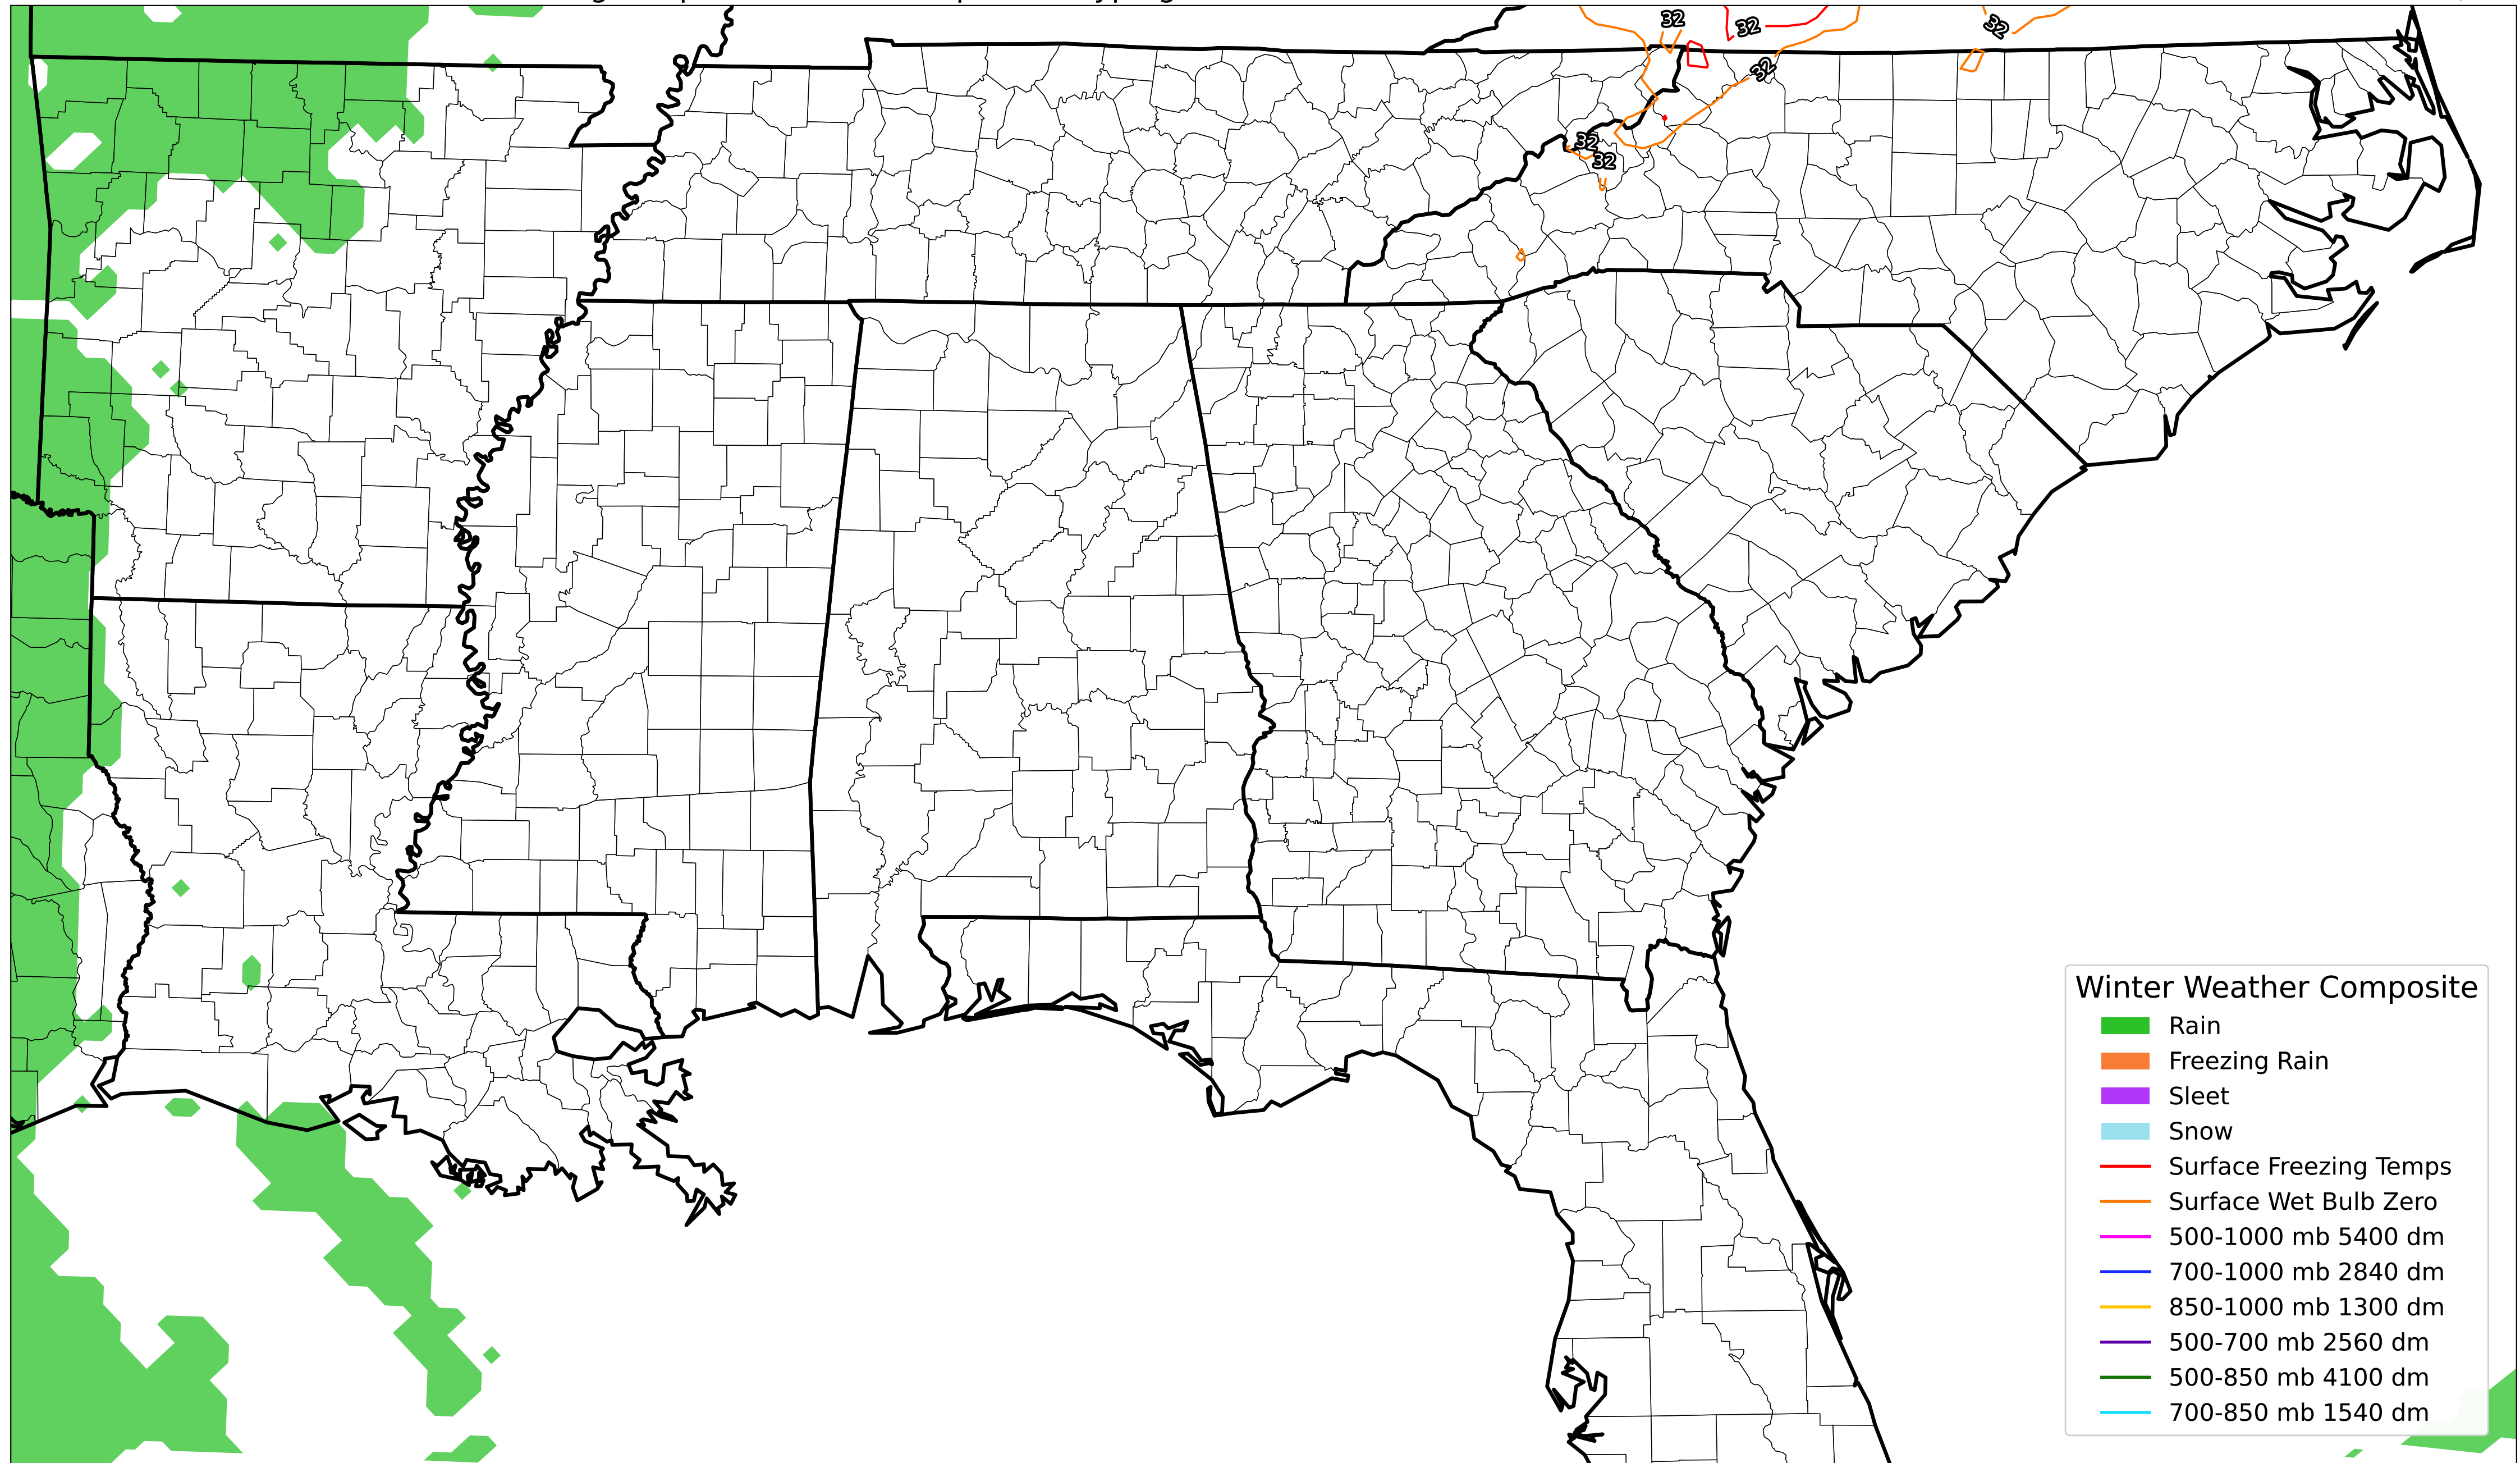 32
32
32
32
32
32
Winter Weather Composite
Rain
Freezing Rain
Sleet
Snow
Surface Freezing Temps
Surface Wet Bulb Zero
500-1000 mb 5400 dm
700-1000 mb 2840 dm
850-1000 mb 1300 dm
500-700 mb 2560 dm
500-850 mb 4100 dm
700-850 mb 1540 dm